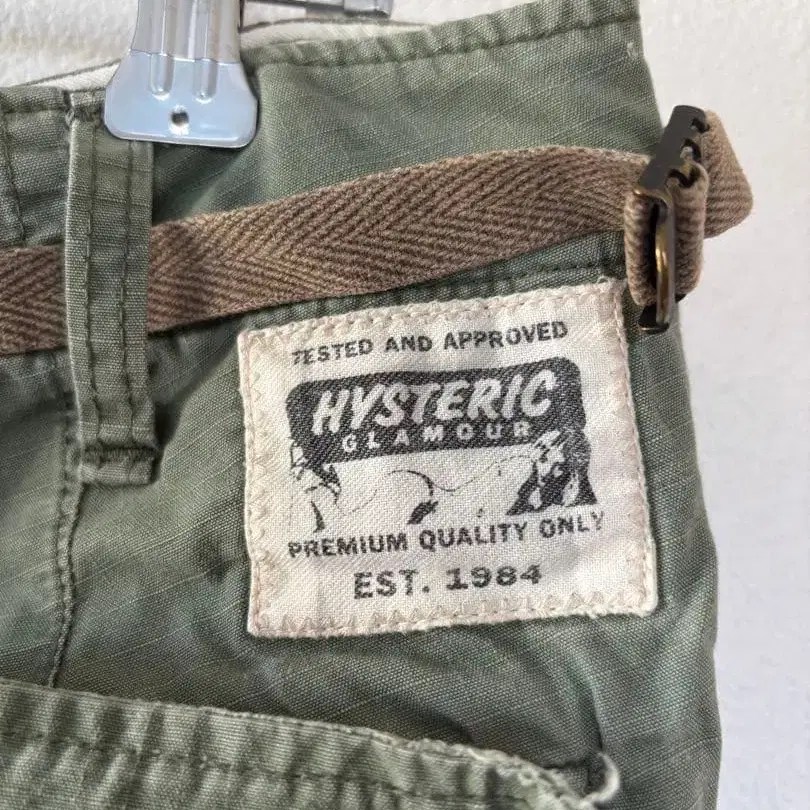 TESTED AND APPROVED
HYSTERIC
GLAMOUR
PREMIUM QUALITY ONLY
EST. 1984